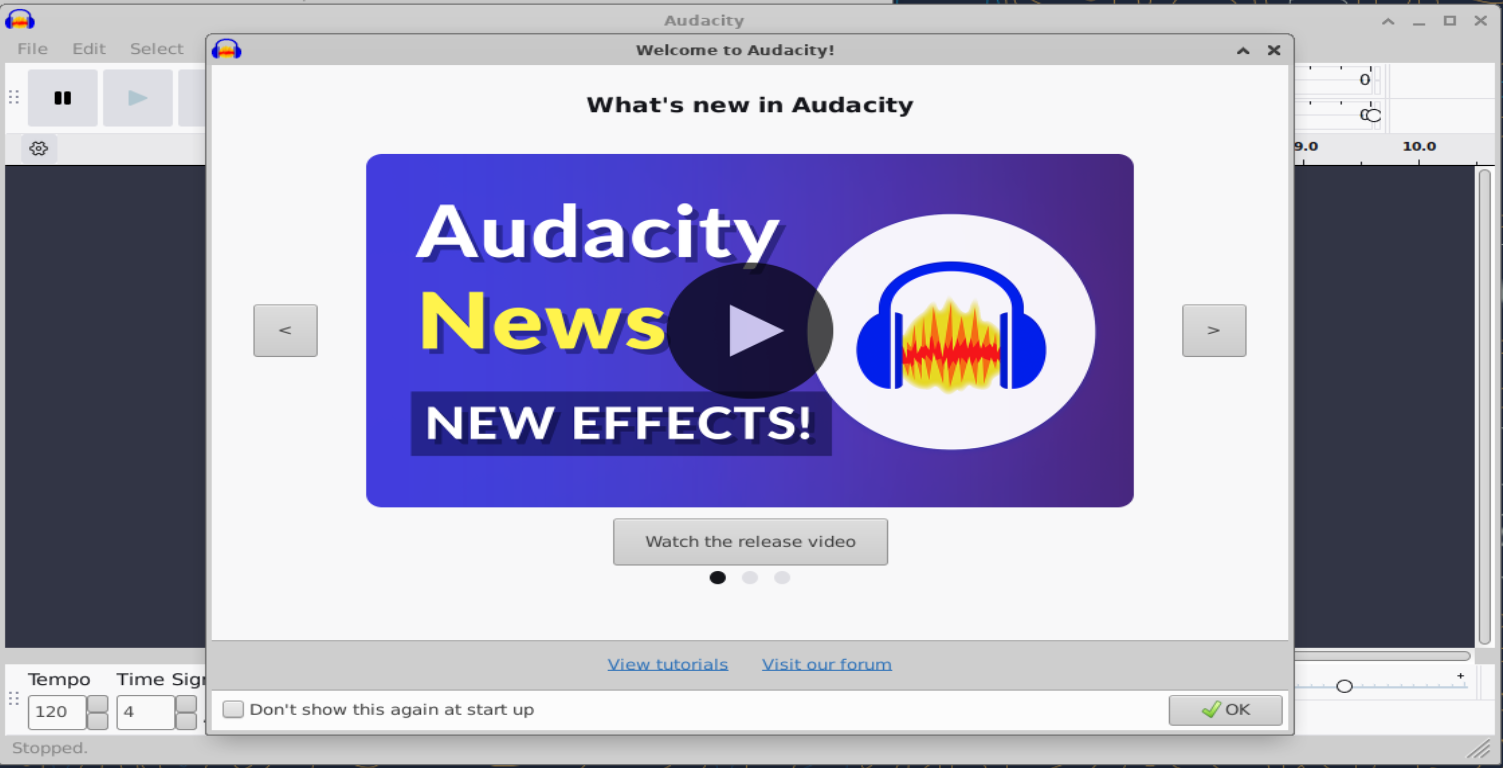 Audacity
File Edit Select
Welcome to Audacity!
What's new in Audacity
0
0
9.0 10.0
Audacity
News
NEW EFFECTS!
<
>
Watch the release video
View tutorials Visit our forum
Tempo Time Sig
+
120 4
Don't show this again at start up
OK
Stopped.